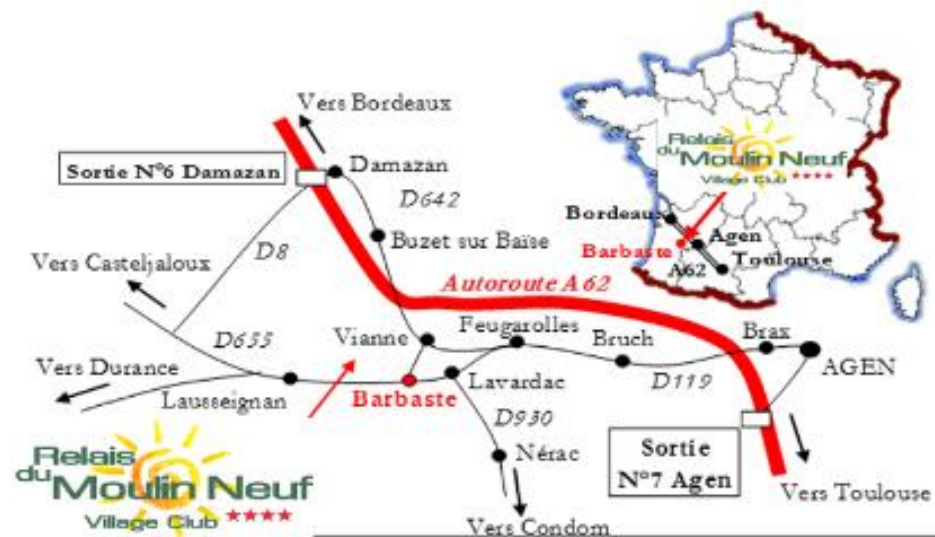 Vers Bordeaux
Sortie N°6 Damazan
Damazan
D642
Buzet sur Baïse
D8
Vers Casteljaloux
Autoroute A62
D655
Vianne
Feugarolles
Bruch
Brax
AGEN
Vers Durance
Lausseignan
Barbaste
Lavardac
D119
D930
Nérac
Sortie
N°7 Agen
Vers Toulouse
Vers Condom
Relais
du Moulin Neuf
Village Club ****
Relais
du Moulin Neuf
Village Club ****
Bordeaux
Barbaste
Agen
Toulouse
A62